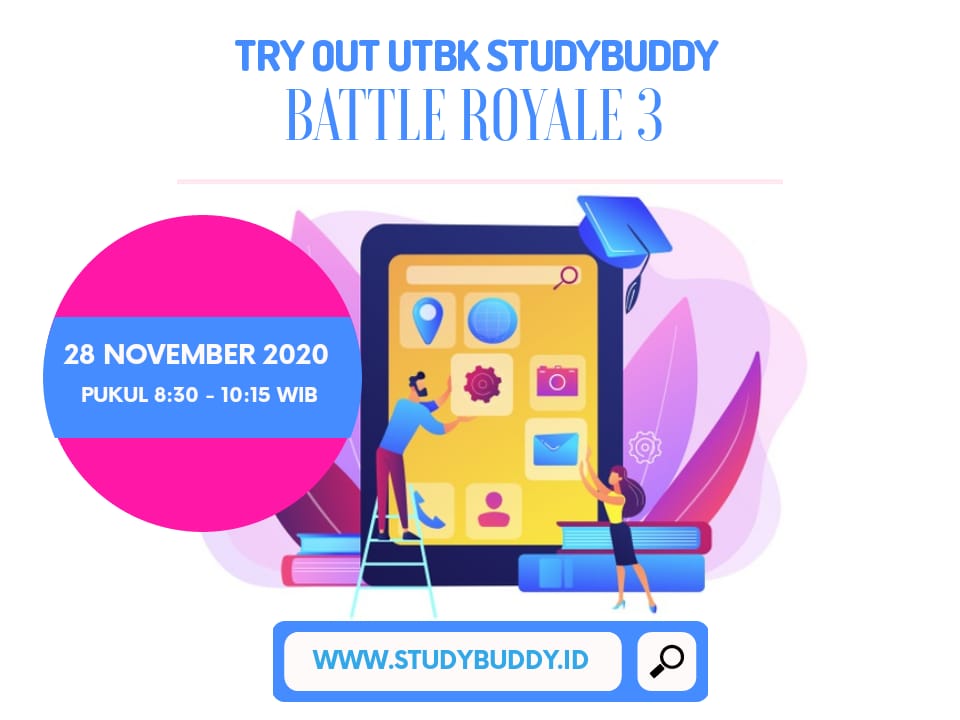 TRY OUT UTBK STUDYBUDDY
BATTLE ROYALE 3
28 NOVEMBER 2020
PUKUL 8:30 - 10:15 WIB
WWW.STUDYBUDDY.ID